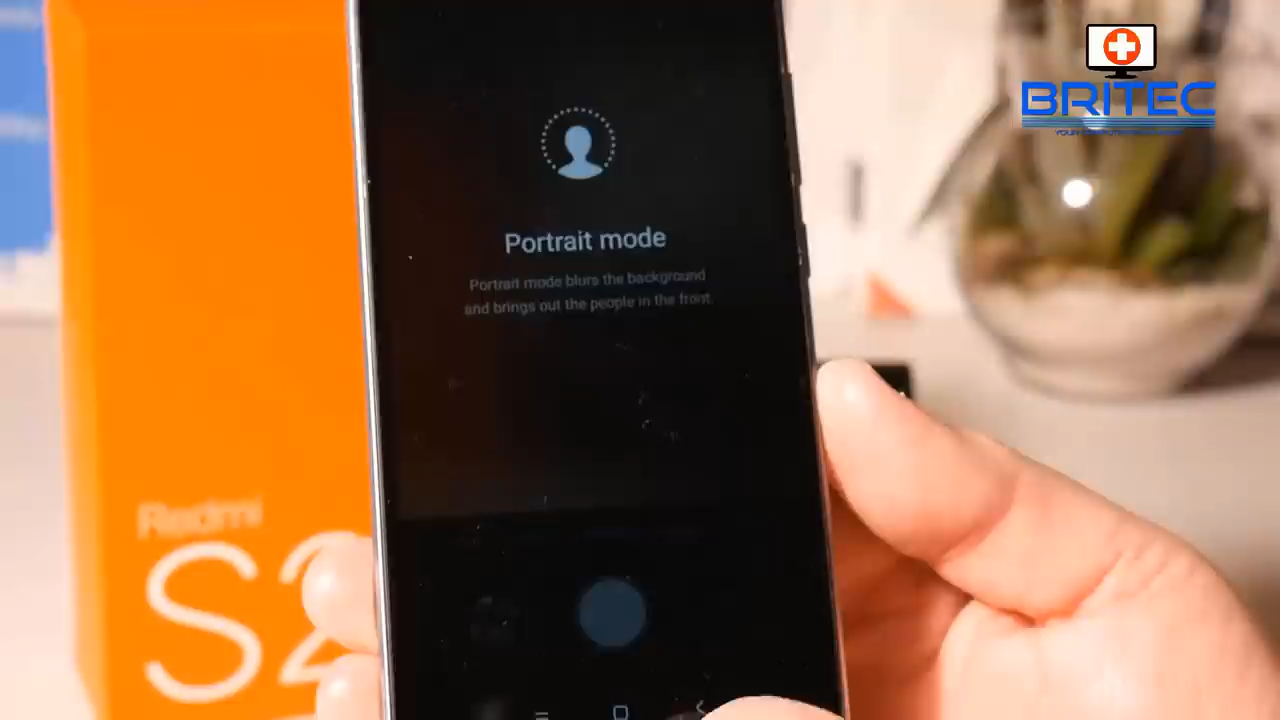 BRITEC
Portrait mode
Portrait mode blurs the background
and brings out the people in the front
Redmi
S2